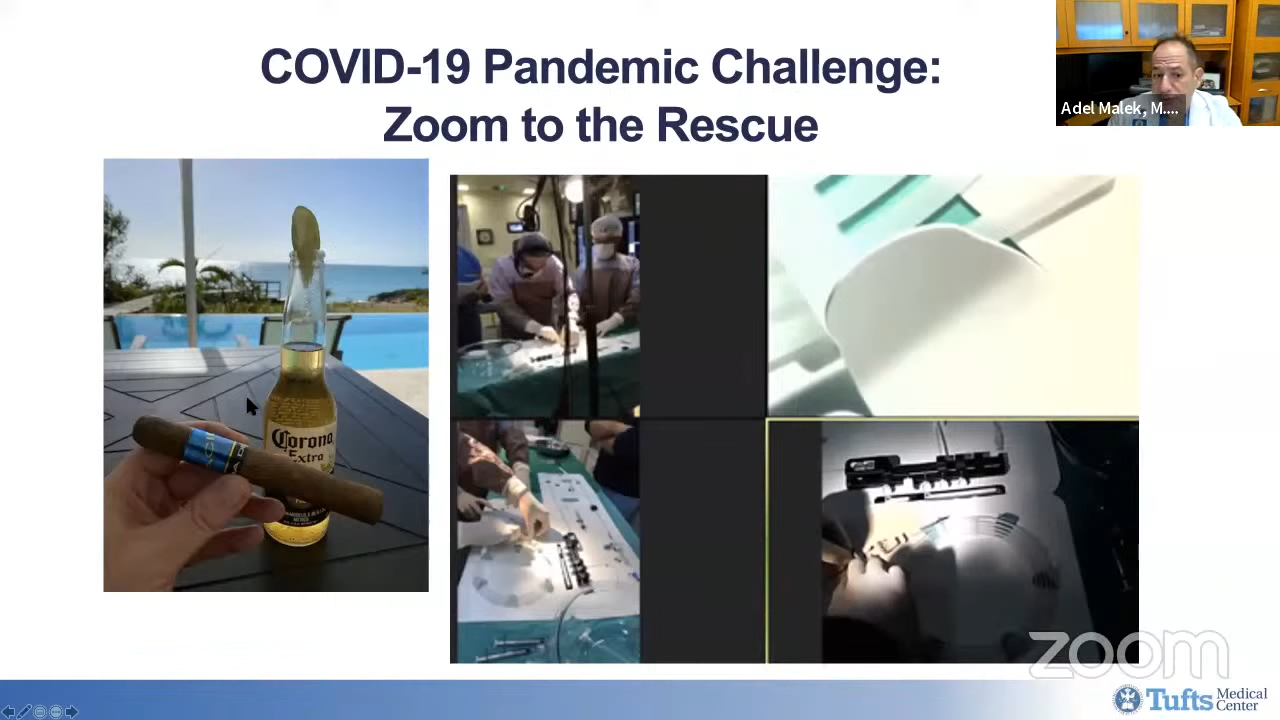 COVID-19 Pandemic Challenge:
Zoom to the Rescue
Adel Malek, M....
Corona
Extra
zoom
Tufts Medical
Center